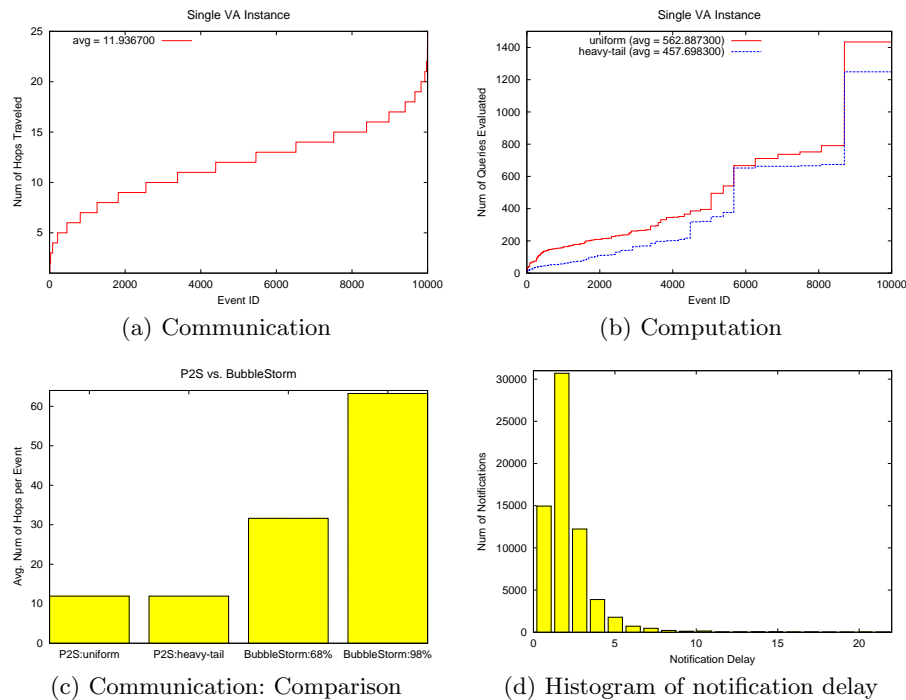 Single VA Instance
avg = 11.936700
Num of Hops Traveled
25
20
15
10
5
0 2000 4000 6000 8000 10000
Event ID
(a) Communication
Single VA Instance
uniform (avg = 562.887300)
heavy-tail (avg = 457.698300)
Num of Queries Evaluated
1400
1200
1000
800
600
400
200
0
0 2000 4000 6000 8000 10000
Event ID
(b) Computation
P2S vs. BubbleStorm
Avg. Num of Hops per Event
60
50
40
30
20
10
0
P2S:uniform P2S:heavy-tail BubbleStorm:68% BubbleStorm:98%
(c) Communication: Comparison
Num of Notifications
30000
25000
20000
15000
10000
5000
0
0 5 10 15 20
Notification Delay
(d) Histogram of notification delay